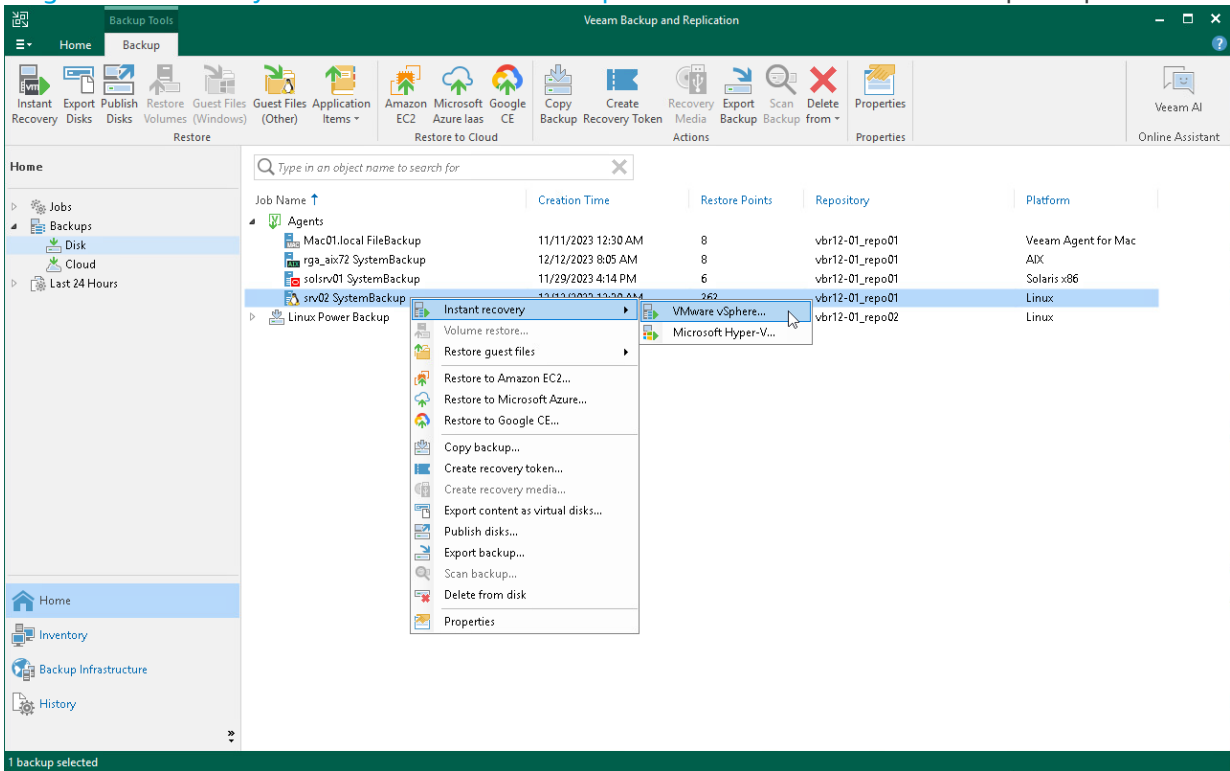 Backup Tools
Veeam Backup and Replication
Home Backup
Instant Recovery
Export Disks
Publish Disks
Restore Volumes
Guest Files (Windows)
Guest Files (Other)
Application Items
Amazon EC2
Microsoft Azure Iaas
Google CE
Copy Backup
Create Recovery Token
Recovery Media
Export Backup
Scan Backup
Delete from
Properties
Veeam AI
Restore
Restore to Cloud
Actions
Properties
Online Assistant
Home
Type in an object name to search for
Jobs
Backups
Disk
Cloud
Last 24 Hours
Job Name Creation Time Restore Points Repository Platform
Agents
Mac01.local FileBackup 11/11/2023 12:30 AM 8 vbr12-01_repo01 Veeam Agent for Mac
rga_aix72 SystemBackup 12/12/2023 8:05 AM 8 vbr12-01_repo01 AIX
solsrv01 SystemBackup 11/29/2023 4:14 PM 6 vbr12-01_repo01 Solaris x86
srv02 SystemBackup 12/12/2023 12:30 AM 262 vbr12-01_repo01 Linux
Linux Power Backup vbr12-01_repo02 Linux
Instant recovery
VMware vSphere...
Microsoft Hyper-V...
Volume restore...
Restore guest files
Restore to Amazon EC2...
Restore to Microsoft Azure...
Restore to Google CE...
Copy backup...
Create recovery token...
Create recovery media...
Export content as virtual disks...
Publish disks...
Export backup...
Scan backup...
Delete from disk
Properties
Home
Inventory
Backup Infrastructure
History
1 backup selected